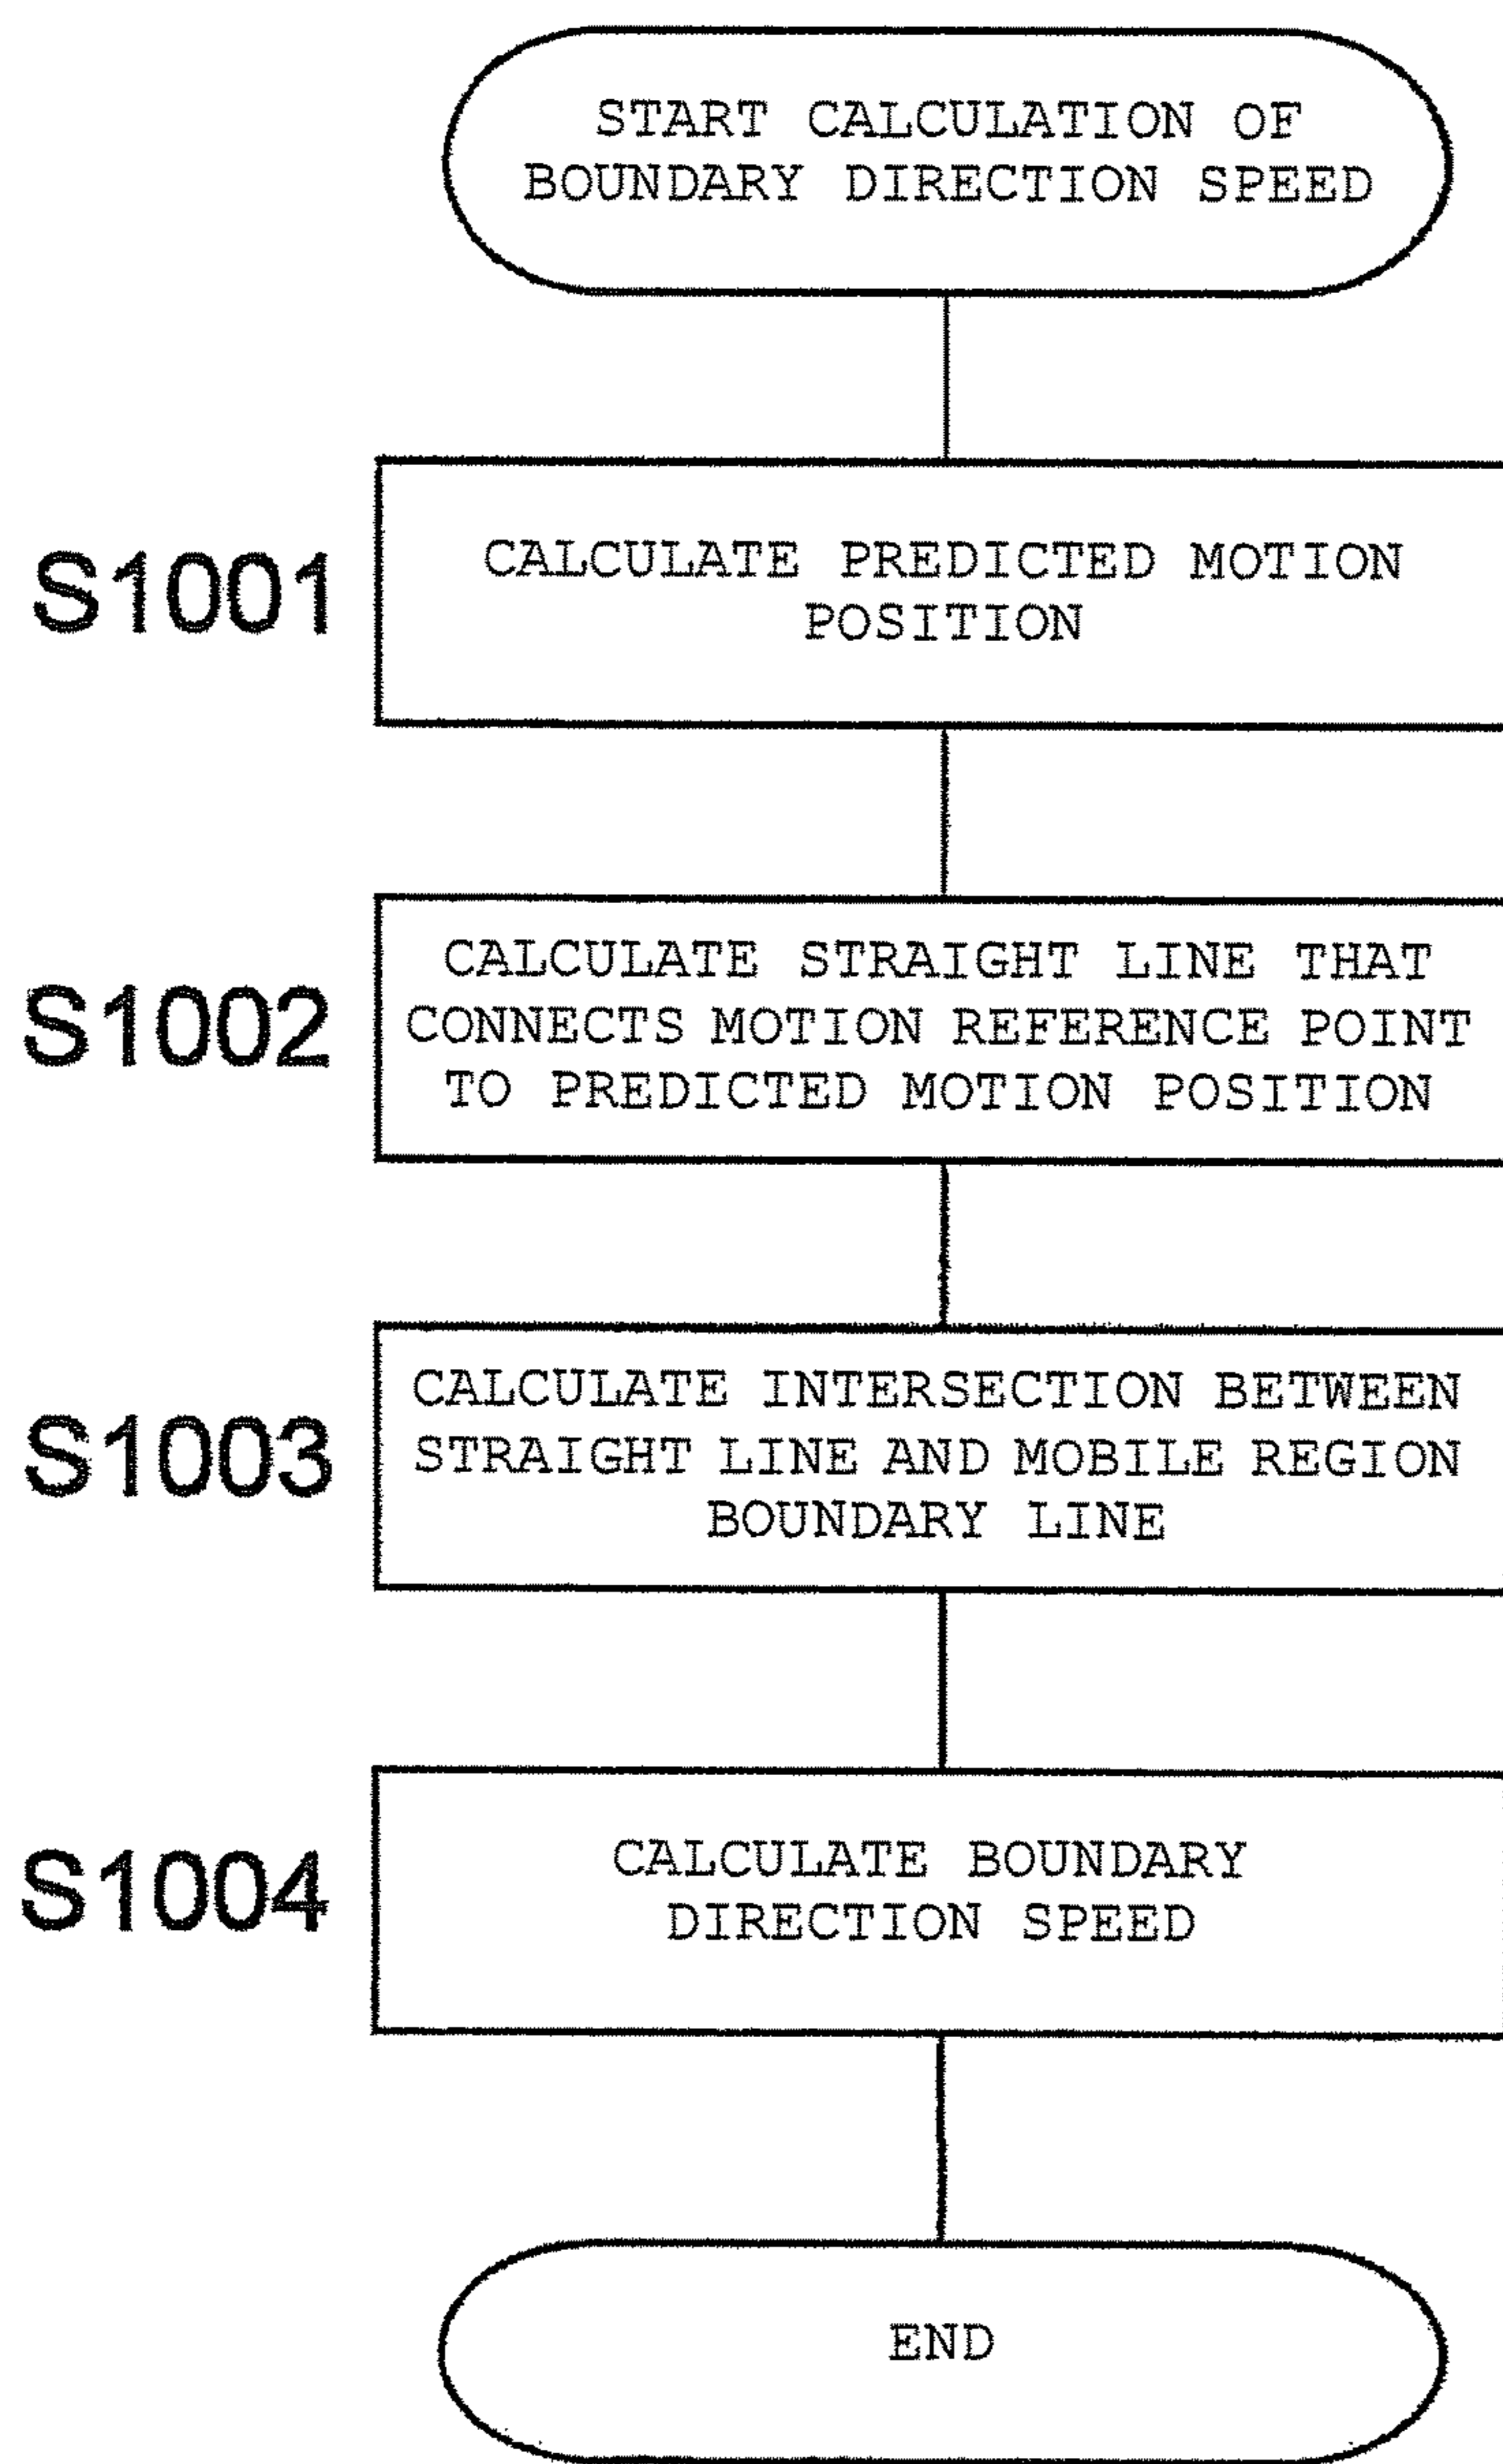 START CALCULATION OF
BOUNDARY DIRECTION SPEED
S1001
CALCULATE PREDICTED MOTION
POSITION
S1002
CALCULATE STRAIGHT LINE THAT
CONNECTS MOTION REFERENCE POINT
TO PREDICTED MOTION POSITION
S1003
CALCULATE INTERSECTION BETWEEN
STRAIGHT LINE AND MOBILE REGION
BOUNDARY LINE
S1004
CALCULATE BOUNDARY
DIRECTION SPEED
END